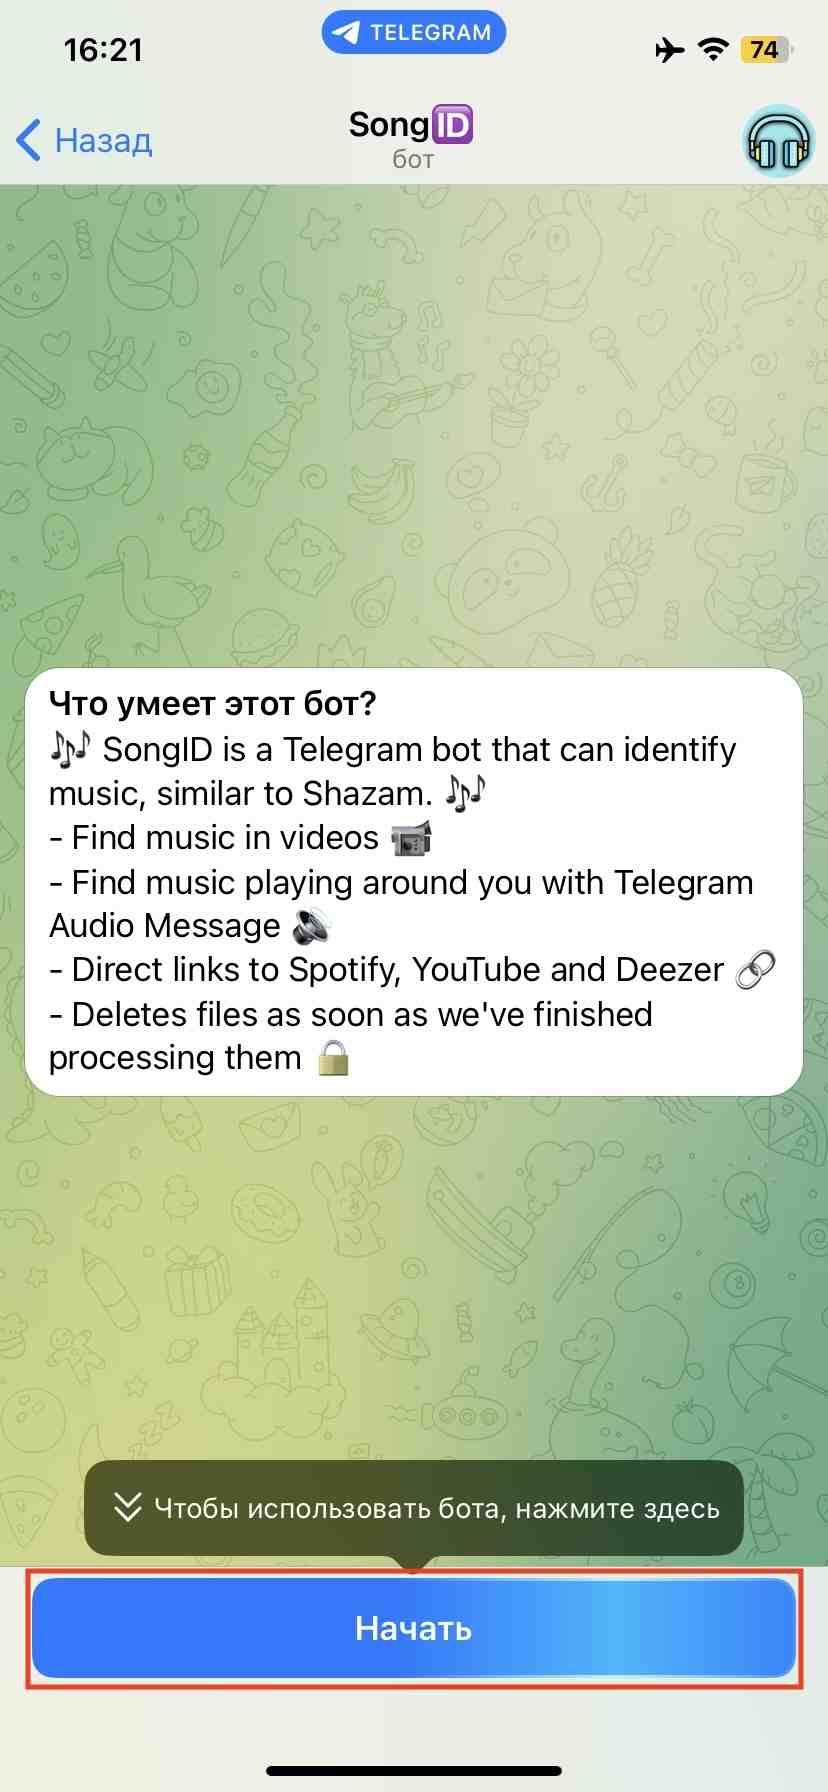 16:21
TELEGRAM
74
Назад
Song🆔
бот
Что умеет этот бот?
🎶 SongID is a Telegram bot that can identify
music, similar to Shazam. 🎶
- Find music in videos 📹
- Find music playing around you with Telegram
Audio Message 🔊
- Direct links to Spotify, YouTube and Deezer 🔗
- Deletes files as soon as we've finished
processing them 🔒
Чтобы использовать бота, нажмите здесь
Начать